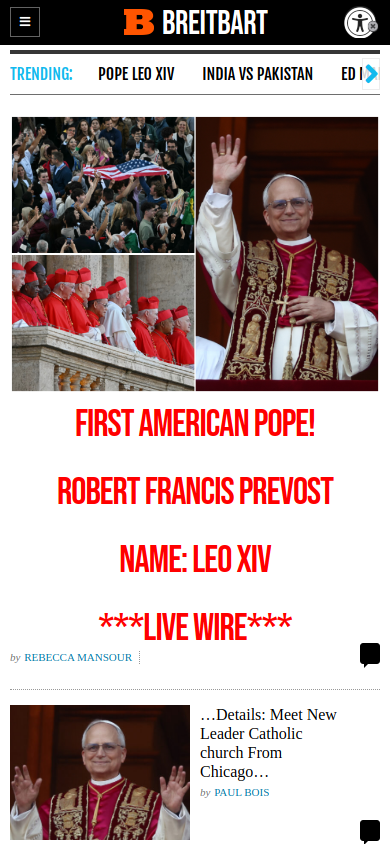 BREITBART
TRENDING: POPE LEO XIV INDIA VS PAKISTAN ED
FIRST AMERICAN POPE!
ROBERT FRANCIS PREVOST
NAME: LEO XIV
***LIVE WIRE***
by REBECCA MANSOUR
…Details: Meet New
Leader Catholic
church From
Chicago…
by PAUL BOIS